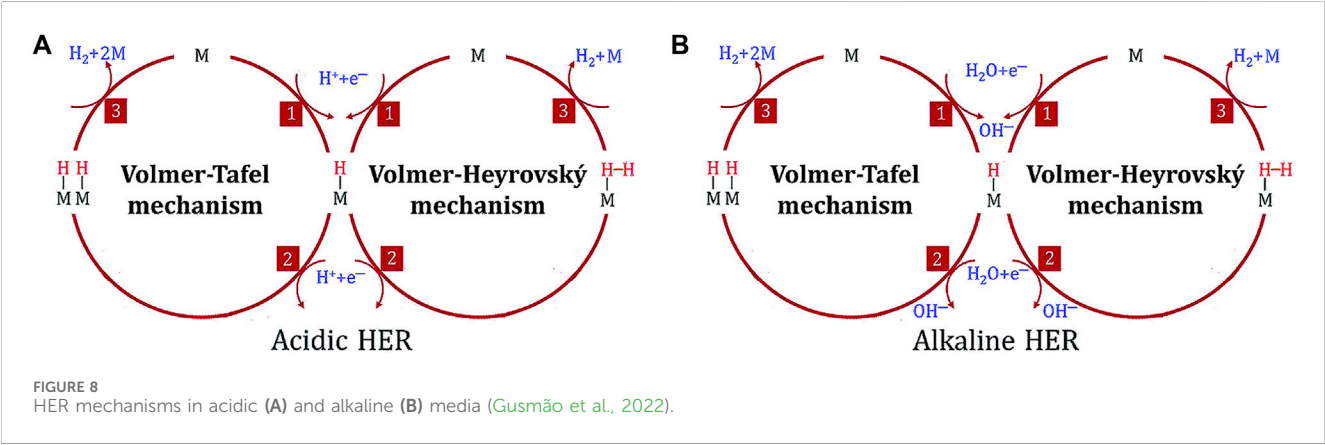 A
H₂+2M
M
H⁺+e⁻
M
H₂+M
3
1
1
3
H H
M M
Volmer-Tafel
mechanism
H
M
Volmer-Heyrovský
mechanism
H–H
M
2
H⁺+e⁻
2
Acidic HER
B
H₂+2M
M
H₂O+e⁻
M
H₂+M
3
1
OH⁻
1
3
H H
M M
Volmer-Tafel
mechanism
H
M
Volmer-Heyrovský
mechanism
H–H
M
2
H₂O+e⁻
2
OH⁻
OH⁻
Alkaline HER
FIGURE 8
HER mechanisms in acidic (A) and alkaline (B) media (Gusmão et al., 2022).